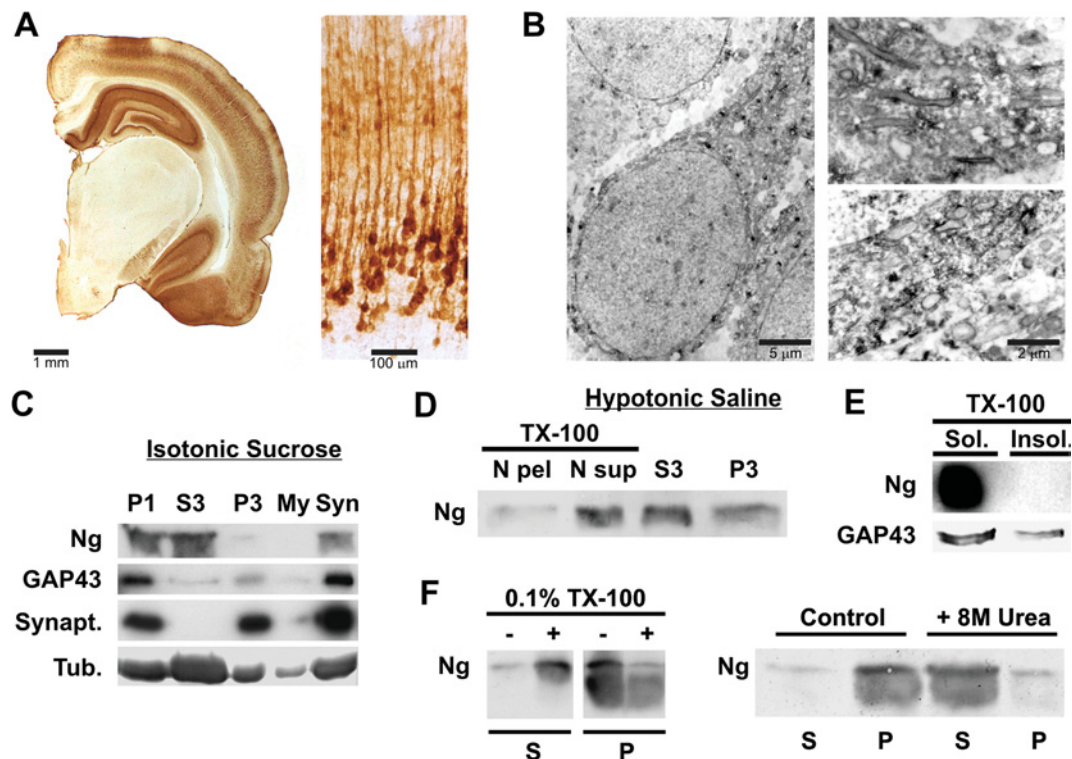 A
1 mm
100 μm
B
5 μm
2 μm
C
Isotonic Sucrose
P1 S3 P3 My Syn
Ng
GAP43
Synapt.
Tub.
D
Hypotonic Saline
TX-100
N pel N sup S3 P3
Ng
E
TX-100
Sol. Insol.
Ng
GAP43
F
0.1% TX-100
- + - +
Ng
S P
Control + 8M Urea
Ng
S P S P